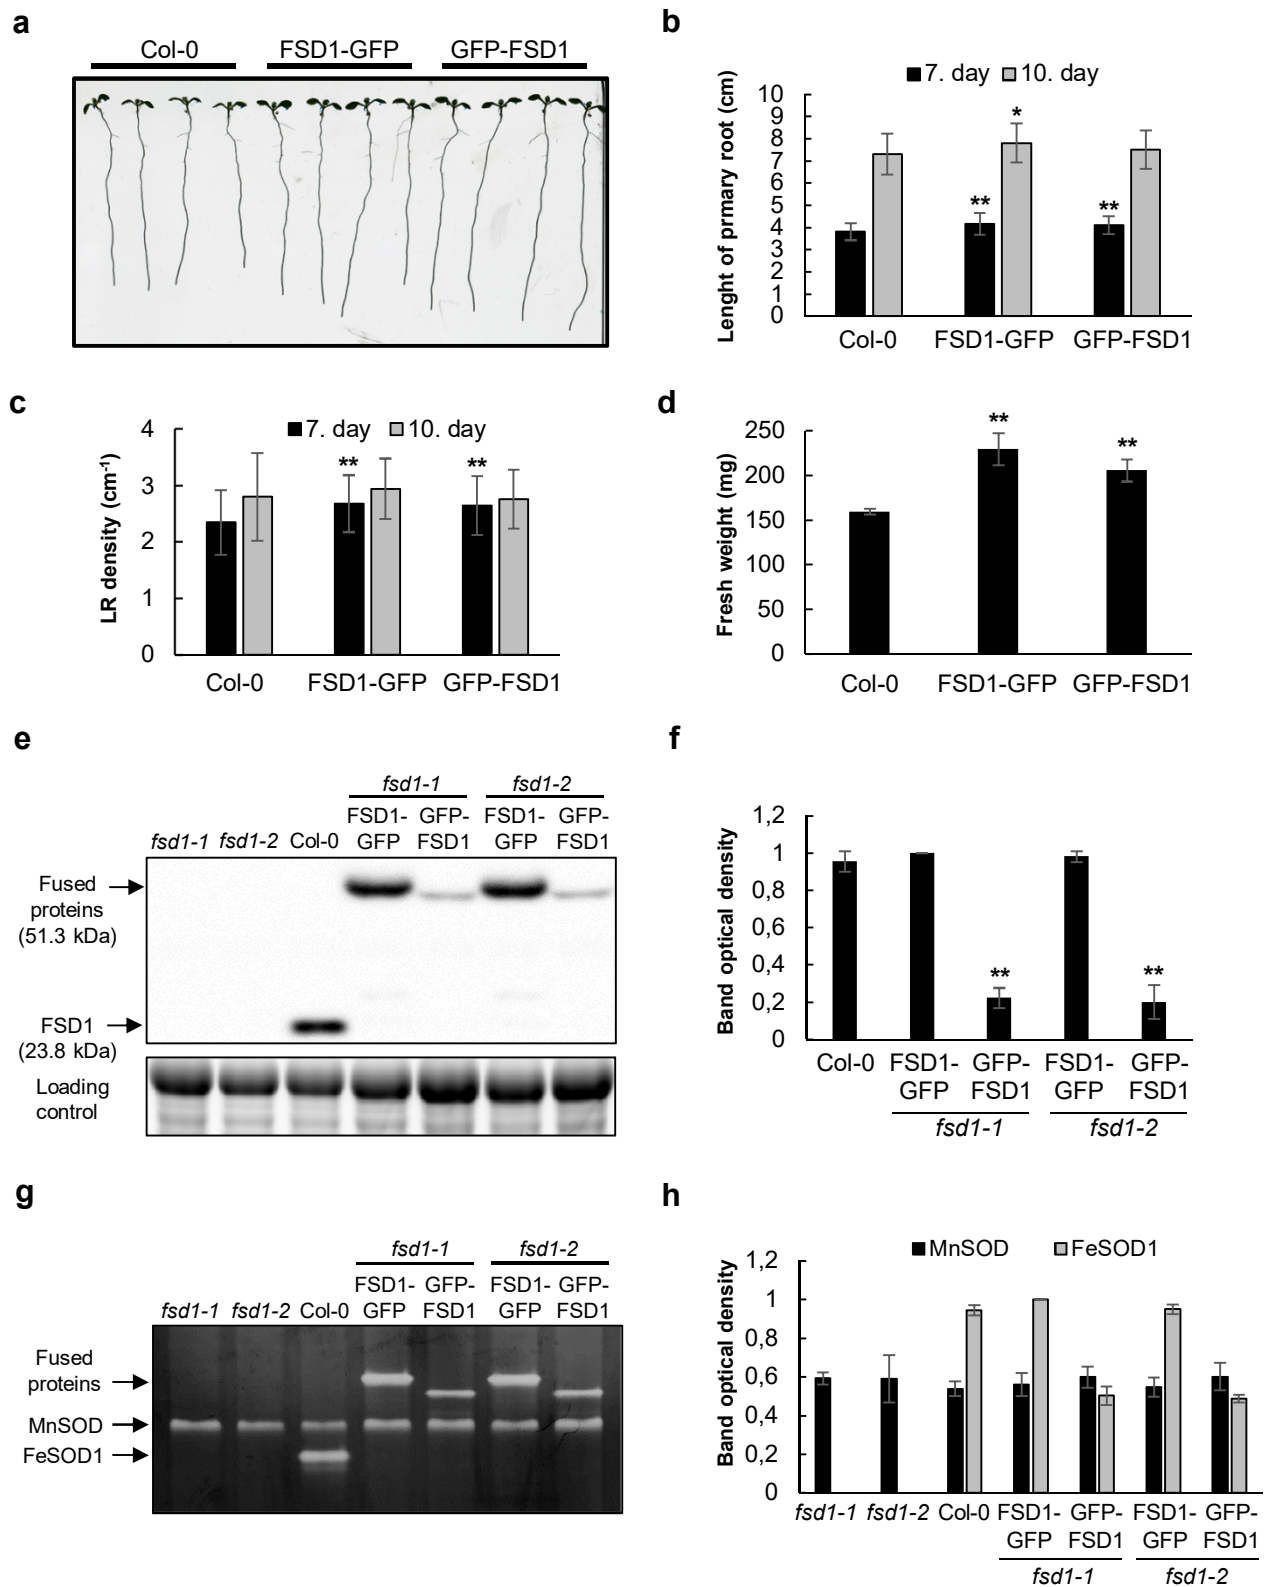 a
Col-0 FSD1-GFP GFP-FSD1
b
7. day 10. day
Lenght of prmary root (cm)
10
9
8
7
6
5
4
3
2
1
0
*
** **
Col-0 FSD1-GFP GFP-FSD1
c
7. day 10. day
LR density (cm-1)
4
3
2
1
0
** **
Col-0 FSD1-GFP GFP-FSD1
d
Fresh weight (mg)
250
200
150
100
50
0
** **
Col-0 FSD1-GFP GFP-FSD1
e
fsd1-1 fsd1-2
FSD1- GFP- FSD1- GFP-
fsd1-1 fsd1-2 Col-0 GFP FSD1 GFP FSD1
Fused
proteins
(51.3 kDa)
FSD1
(23.8 kDa)
Loading
control
f
Band optical density
1,2
1
0,8
0,6
0,4
0,2
0
** **
Col-0 FSD1- GFP- FSD1- GFP-
GFP FSD1 GFP FSD1
fsd1-1 fsd1-2
g
fsd1-1 fsd1-2
FSD1- GFP- FSD1- GFP-
fsd1-1 fsd1-2 Col-0 GFP FSD1 GFP FSD1
Fused
proteins
MnSOD
FeSOD1
h
MnSOD FeSOD1
Band optical density
1,2
1
0,8
0,6
0,4
0,2
0
fsd1-1 fsd1-2 Col-0 FSD1- GFP- FSD1- GFP-
GFP FSD1 GFP FSD1
fsd1-1 fsd1-2